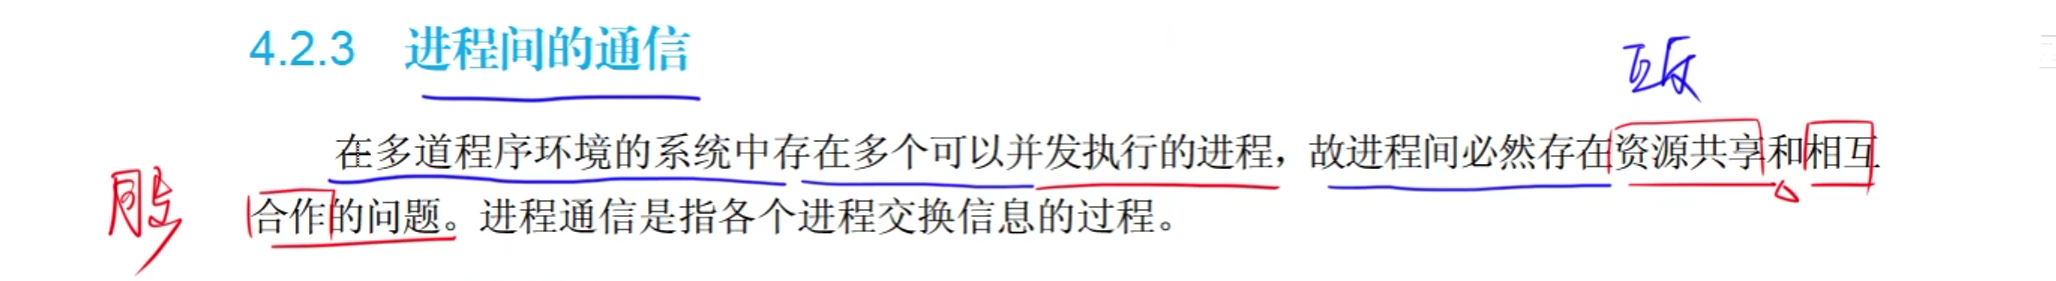 4.2.3 进程间的通信
互斥
在多道程序环境的系统中存在多个可以并发执行的进程，故进程间必然存在资源共享和相互
同步
合作的问题。进程通信是指各个进程交换信息的过程。